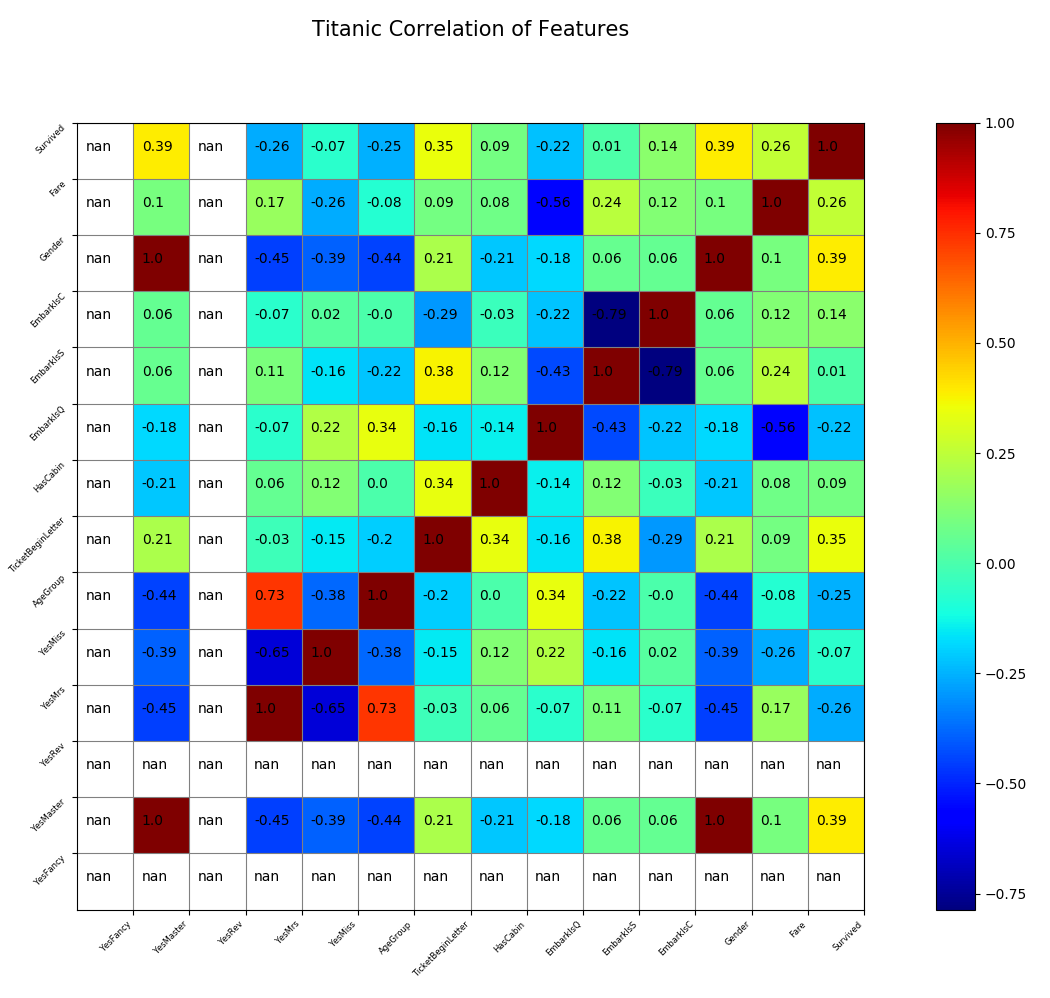 Titanic Correlation of Features
Survived nan 0.39 nan -0.26 -0.07 -0.25 0.35 0.09 -0.22 0.01 0.14 0.39 0.26 1.0
Fare nan 0.1 nan 0.17 -0.26 -0.08 0.09 0.08 -0.56 0.24 0.12 0.1 1.0 0.26
Gender nan 1.0 nan -0.45 -0.39 -0.44 0.21 -0.21 -0.18 0.06 0.06 1.0 0.1 0.39
EmbarkIsC nan 0.06 nan -0.07 0.02 -0.0 -0.29 -0.03 -0.22 -0.79 1.0 0.06 0.12 0.14
EmbarkIsS nan 0.06 nan 0.11 -0.16 -0.22 0.38 0.12 -0.43 1.0 -0.79 0.06 0.24 0.01
EmbarkIsQ nan -0.18 nan -0.07 0.22 0.34 -0.16 -0.14 1.0 -0.43 -0.22 -0.18 -0.56 -0.22
HasCabin nan -0.21 nan 0.06 0.12 0.0 0.34 1.0 -0.14 0.12 -0.03 -0.21 0.08 0.09
TicketBeginLetter nan 0.21 nan -0.03 -0.15 -0.2 1.0 0.34 -0.16 0.38 -0.29 0.21 0.09 0.35
AgeGroup nan -0.44 nan 0.73 -0.38 1.0 -0.2 0.0 0.34 -0.22 -0.0 -0.44 -0.08 -0.25
YesMiss nan -0.39 nan -0.65 1.0 -0.38 -0.15 0.12 0.22 -0.16 0.02 -0.39 -0.26 -0.07
YesMrs nan -0.45 nan 1.0 -0.65 0.73 -0.03 0.06 -0.07 0.11 -0.07 -0.45 0.17 -0.26
YesRev nan nan nan nan nan nan nan nan nan nan nan nan nan nan
YesMaster nan 1.0 nan -0.45 -0.39 -0.44 0.21 -0.21 -0.18 0.06 0.06 1.0 0.1 0.39
YesFancy nan nan nan nan nan nan nan nan nan nan nan nan nan nan
YesFancy YesMaster YesRev YesMrs YesMiss AgeGroup TicketBeginLetter HasCabin EmbarkIsQ EmbarkIsS EmbarkIsC Gender Fare Survived
1.00
0.75
0.50
0.25
0.00
−0.25
−0.50
−0.75